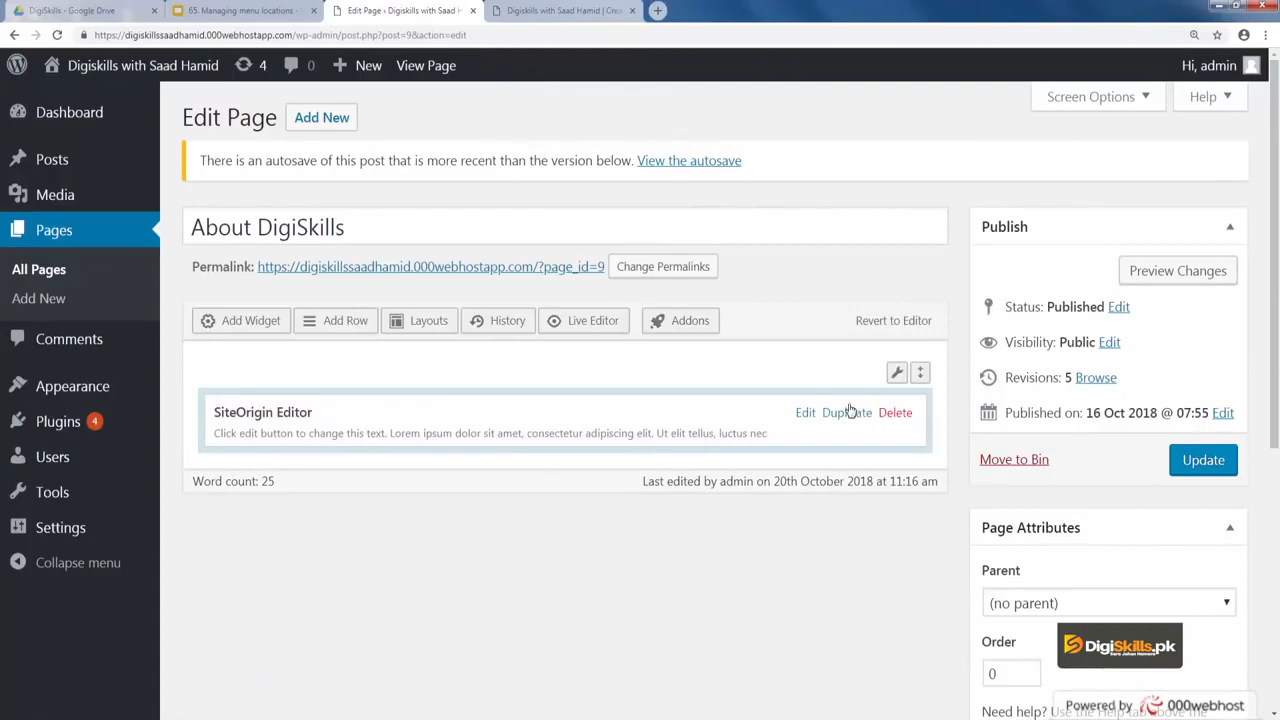 DigiSkills - Google Drive
65. Managing menu locations -
Edit Page ‹ Digiskills with Saad H
Digiskills with Saad Hamid | Crea
https://digiskillssaadhamid.000webhostapp.com/wp-admin/post.php?post=9&action=edit
Digiskills with Saad Hamid
4
0
New
View Page
Hi, admin
Dashboard
Posts
Media
Pages
All Pages
Add New
Comments
Appearance
Plugins 4
Users
Tools
Settings
Collapse menu
Screen Options
Help
Edit Page
Add New
There is an autosave of this post that is more recent than the version below. View the autosave
About DigiSkills
Permalink: https://digiskillssaadhamid.000webhostapp.com/?page_id=9
Change Permalinks
Add Widget
Add Row
Layouts
History
Live Editor
Addons
Revert to Editor
SiteOrigin Editor
Edit Duplicate Delete
Click edit button to change this text. Lorem ipsum dolor sit amet, consectetur adipiscing elit. Ut elit tellus, luctus nec
Word count: 25
Last edited by admin on 20th October 2018 at 11:16 am
Publish
Preview Changes
Status: Published Edit
Visibility: Public Edit
Revisions: 5 Browse
Published on: 16 Oct 2018 @ 07:55 Edit
Move to Bin
Update
Page Attributes
Parent
(no parent)
Order
0
DigiSkills.pk
Powered by 000webhost
Need help? Use the Help